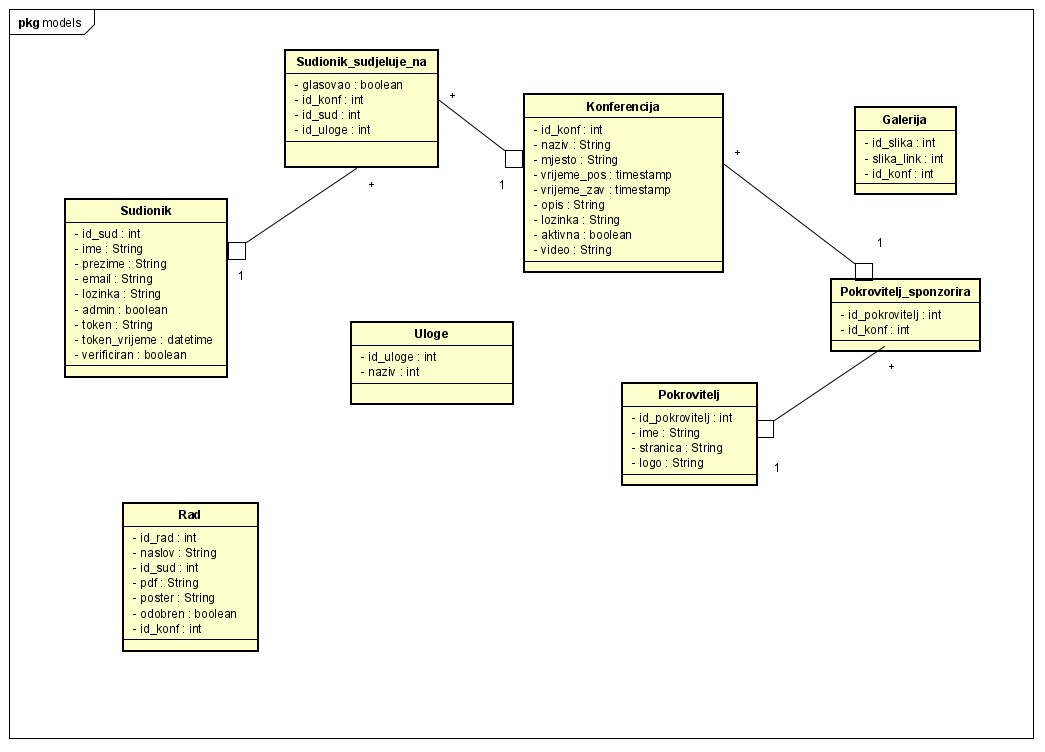 pkg models
Sudionik_sudjeluje_na
- glasovao : boolean
- id_konf : int
- id_sud : int
- id_uloge : int
+
1
+
1
Konferencija
- id_konf : int
- naziv : String
- mjesto : String
- vrijeme_pos : timestamp
- vrijeme_zav : timestamp
- opis : String
- lozinka : String
- aktivna : boolean
- video : String
+
1
Galerija
- id_slika : int
- slika_link : int
- id_konf : int
Sudionik
- id_sud : int
- ime : String
- prezime : String
- email : String
- lozinka : String
- admin : boolean
- token : String
- token_vrijeme : datetime
- verificiran : boolean
Uloge
- id_uloge : int
- naziv : int
Pokrovitelj_sponzorira
- id_pokrovitelj : int
- id_konf : int
+
1
Pokrovitelj
- id_pokrovitelj : int
- ime : String
- stranica : String
- logo : String
Rad
- id_rad : int
- naslov : String
- id_sud : int
- pdf : String
- poster : String
- odobren : boolean
- id_konf : int